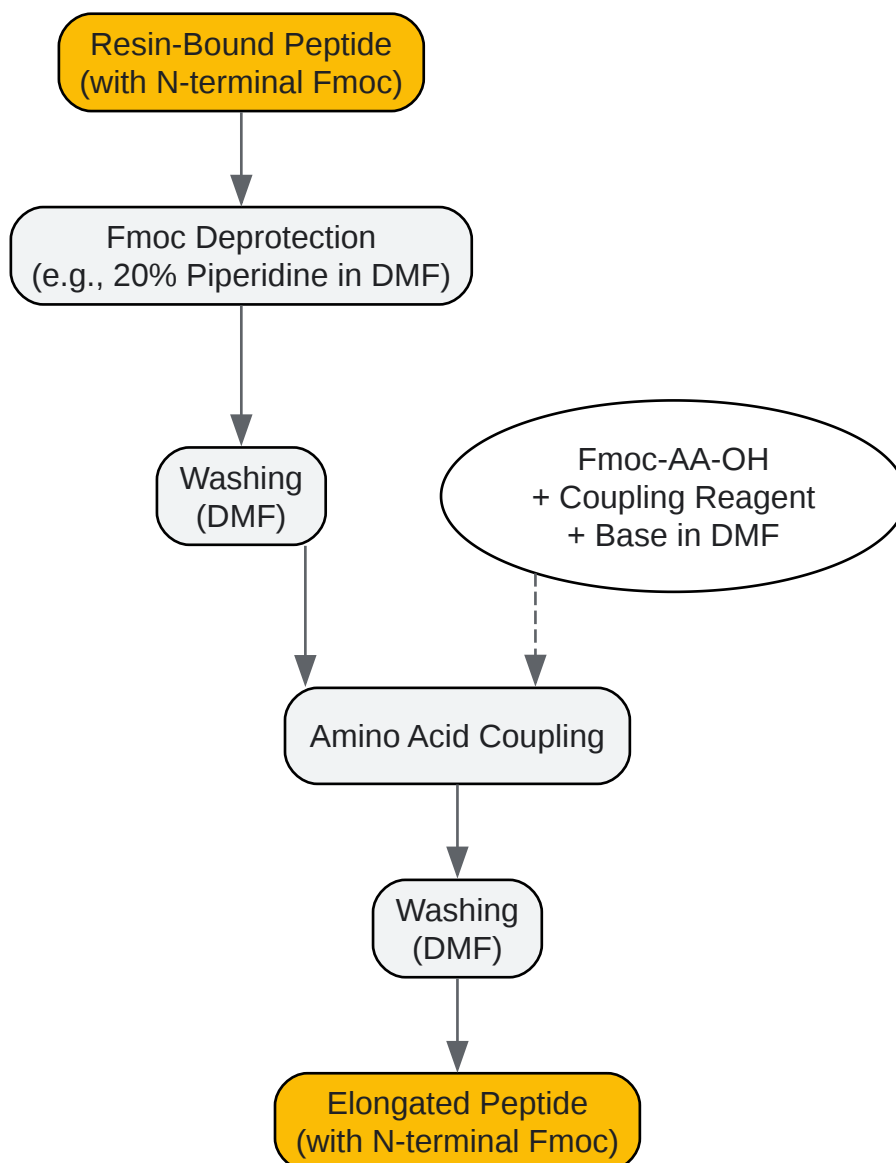 Resin-Bound Peptide
(with N-terminal Fmoc)
Fmoc Deprotection
(e.g., 20% Piperidine in DMF)
Washing
(DMF)
Fmoc-AA-OH
+ Coupling Reagent
+ Base in DMF
Amino Acid Coupling
Washing
(DMF)
Elongated Peptide
(with N-terminal Fmoc)